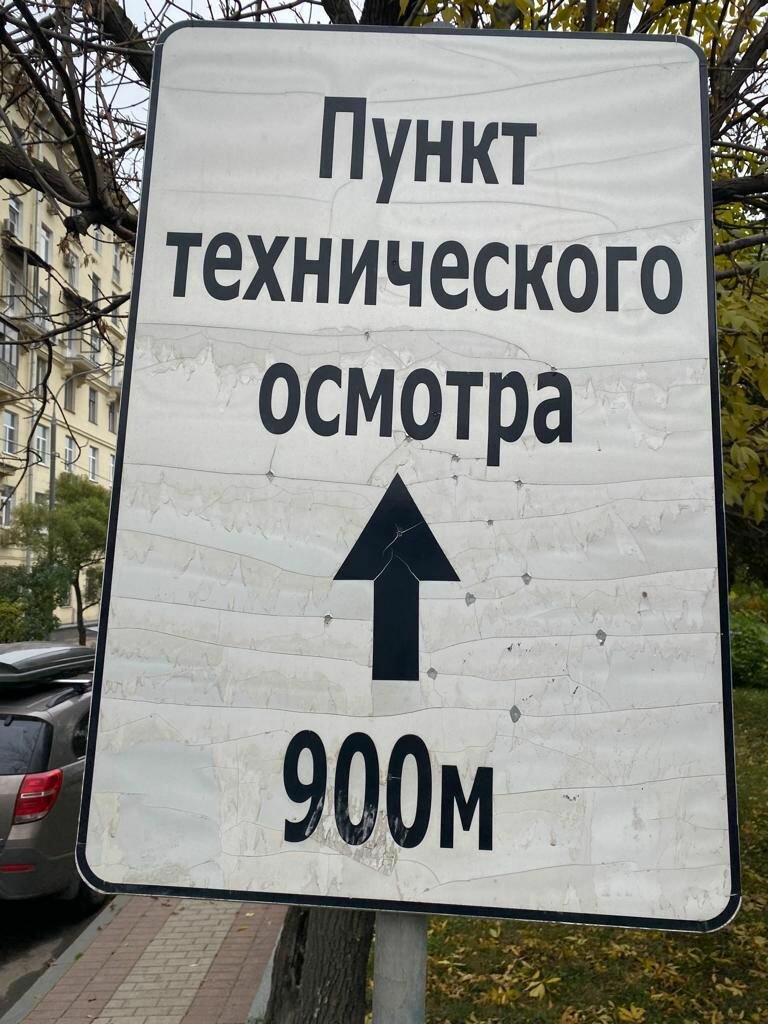 Пункт
технического
осмотра
900м